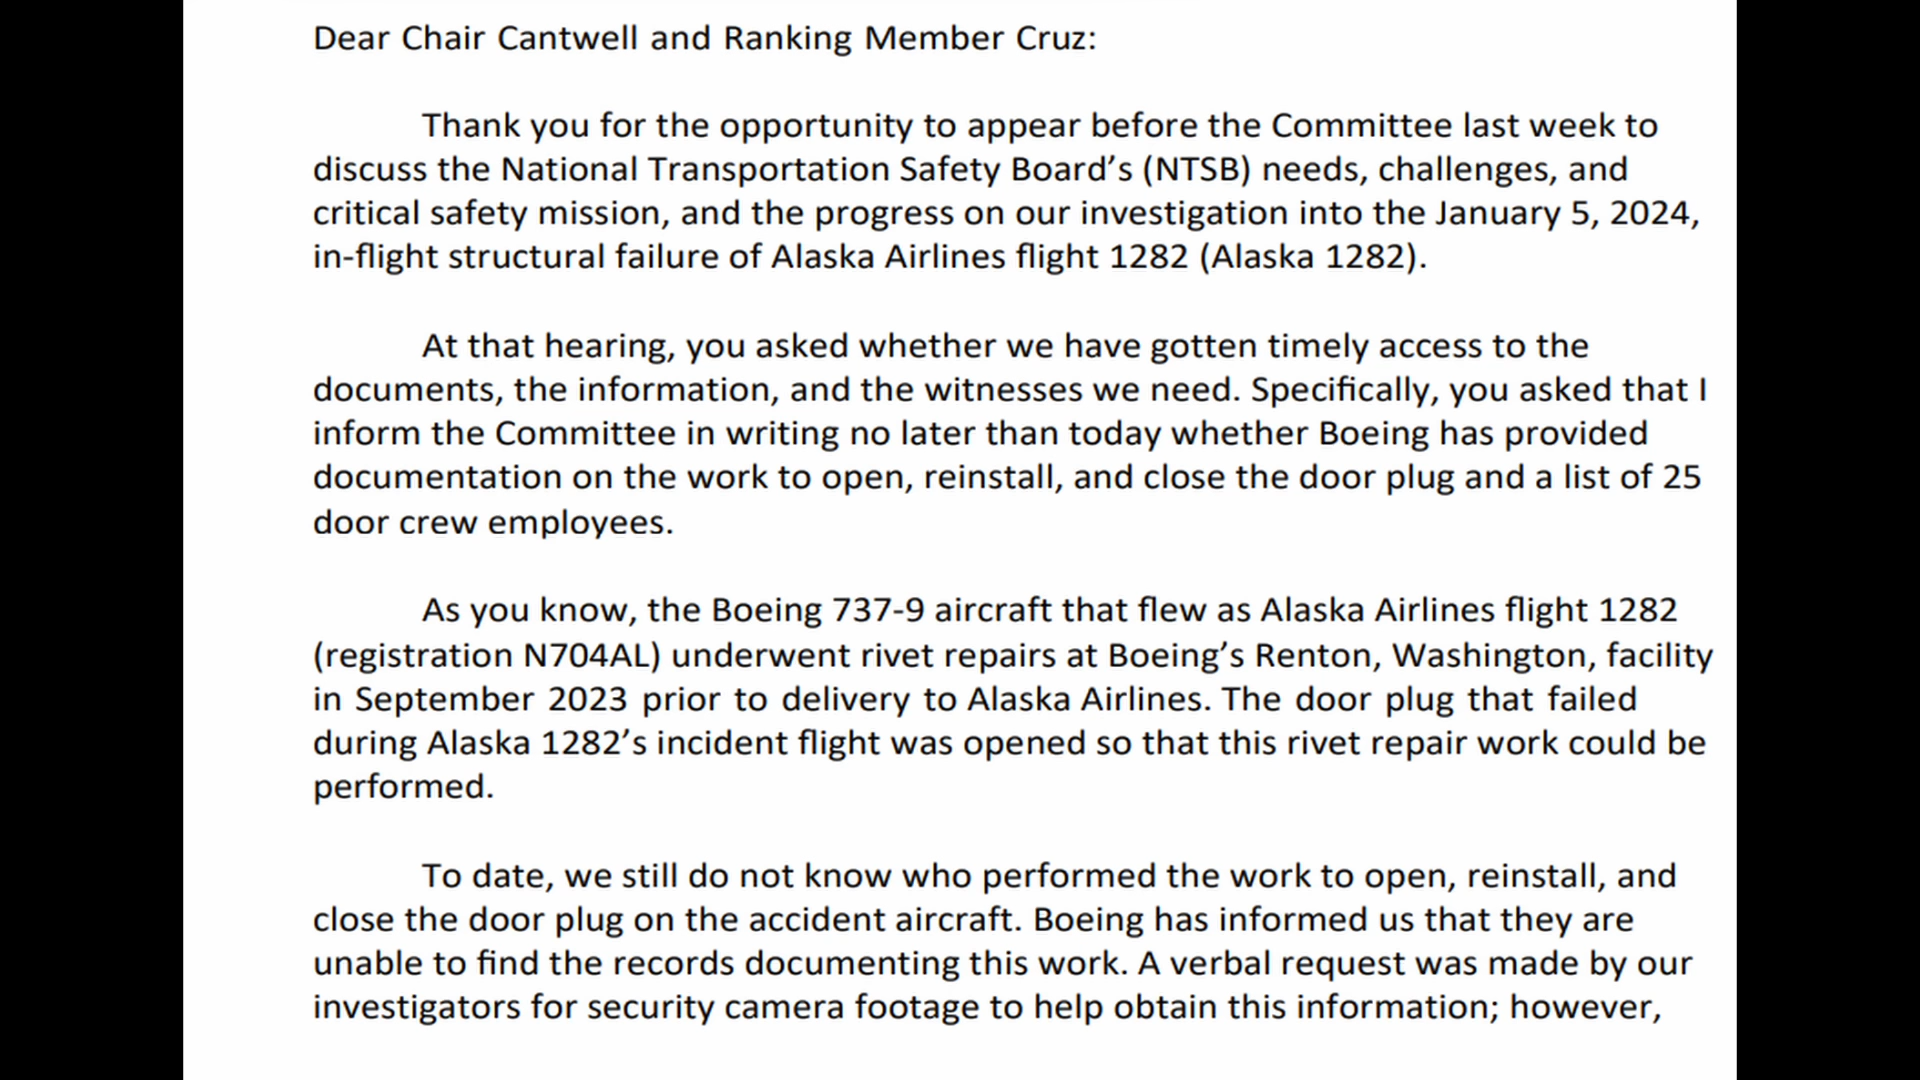 Dear Chair Cantwell and Ranking Member Cruz:
Thank you for the opportunity to appear before the Committee last week to
discuss the National Transportation Safety Board’s (NTSB) needs, challenges, and
critical safety mission, and the progress on our investigation into the January 5, 2024,
in-flight structural failure of Alaska Airlines flight 1282 (Alaska 1282).
At that hearing, you asked whether we have gotten timely access to the
documents, the information, and the witnesses we need. Specifically, you asked that I
inform the Committee in writing no later than today whether Boeing has provided
documentation on the work to open, reinstall, and close the door plug and a list of 25
door crew employees.
As you know, the Boeing 737-9 aircraft that flew as Alaska Airlines flight 1282
(registration N704AL) underwent rivet repairs at Boeing’s Renton, Washington, facility
in September 2023 prior to delivery to Alaska Airlines. The door plug that failed
during Alaska 1282’s incident flight was opened so that this rivet repair work could be
performed.
To date, we still do not know who performed the work to open, reinstall, and
close the door plug on the accident aircraft. Boeing has informed us that they are
unable to find the records documenting this work. A verbal request was made by our
investigators for security camera footage to help obtain this information; however,